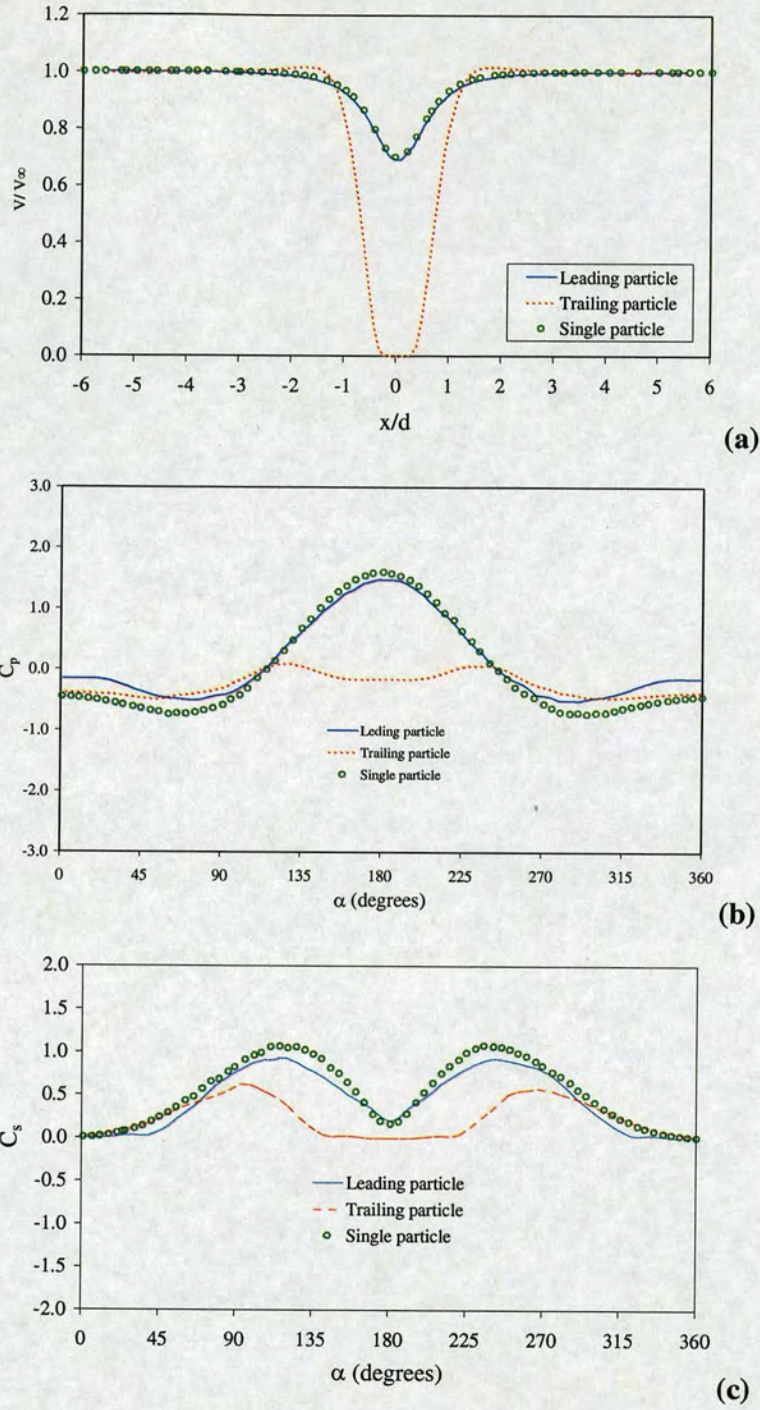 1.2
1.0
0.8
0.6
0.4
0.2
0.0
v/v∞
-6 -5 -4 -3 -2 -1 0 1 2 3 4 5 6
x/d
Leading particle
Trailing particle
Single particle
(a)
3.0
2.0
1.0
0.0
-1.0
-2.0
-3.0
Cp
0 45 90 135 180 225 270 315 360
α (degrees)
Leding particle
Trailing particle
Single particle
(b)
2.0
1.5
1.0
0.5
0.0
-0.5
-1.0
-1.5
-2.0
Cs
0 45 90 135 180 225 270 315 360
α (degrees)
Leading particle
Trailing particle
Single particle
(c)